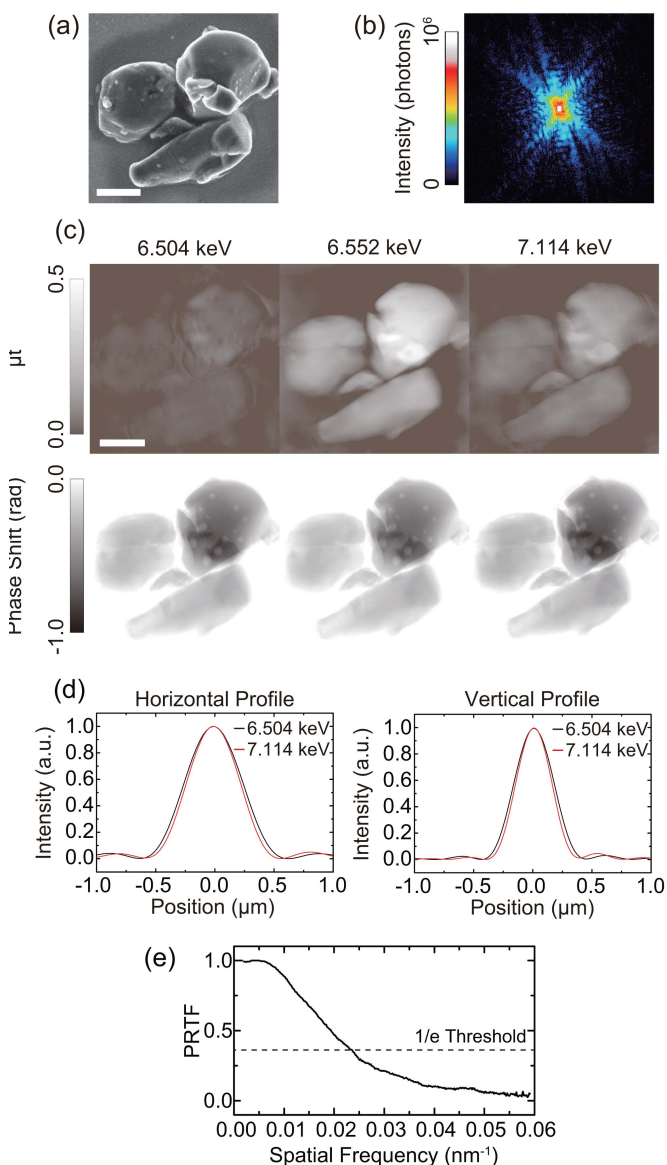 (a)
(b)
Intensity (photons)
10⁶
0
(c)
6.504 keV 6.552 keV 7.114 keV
0.5
μt
0.0
0.0
Phase Shift (rad)
-1.0
(d)
Horizontal Profile
Vertical Profile
1.0
0.8
0.6
0.4
0.2
0.0
Intensity (a.u.)
6.504 keV
7.114 keV
-1.0 -0.5 0.0 0.5 1.0
Position (μm)
1.0
0.8
0.6
0.4
0.2
0.0
Intensity (a.u.)
6.504 keV
7.114 keV
-1.0 -0.5 0.0 0.5 1.0
Position (μm)
(e)
1.0
0.5
0.0
PRTF
1/e Threshold
0.00 0.01 0.02 0.03 0.04 0.05 0.06
Spatial Frequency (nm⁻¹)